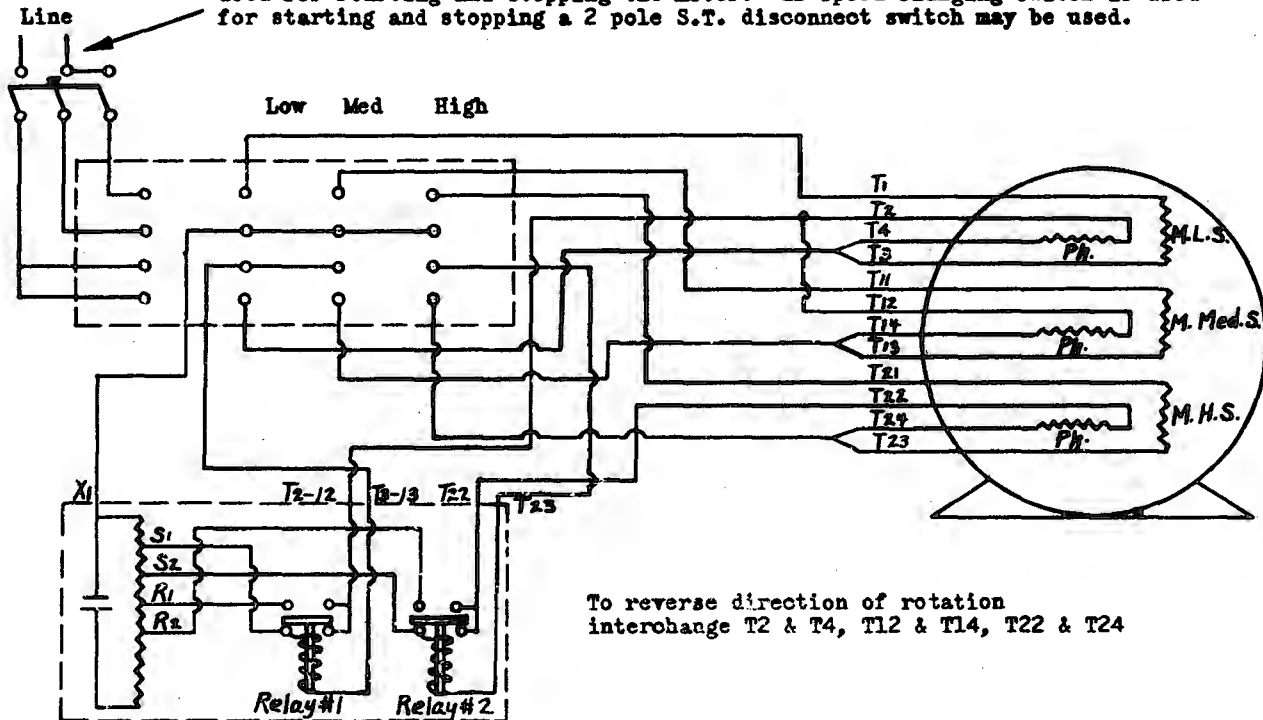 for starting and stopping a 2 pole S.T. disconnect switch may be used.
Line
Low Med High
T1
T2
T4
T3
M.L.S.
Ph.
T11
T12
T14
T13
M. Med.S.
Ph.
T21
T22
T24
T23
M.H.S.
Ph.
X1 T2-12 T3-13 T22 T23
S1
S2
R1
R2
Relay#1 Relay#2
To reverse direction of rotation
interchange T2 & T4, T12 & T14, T22 & T24